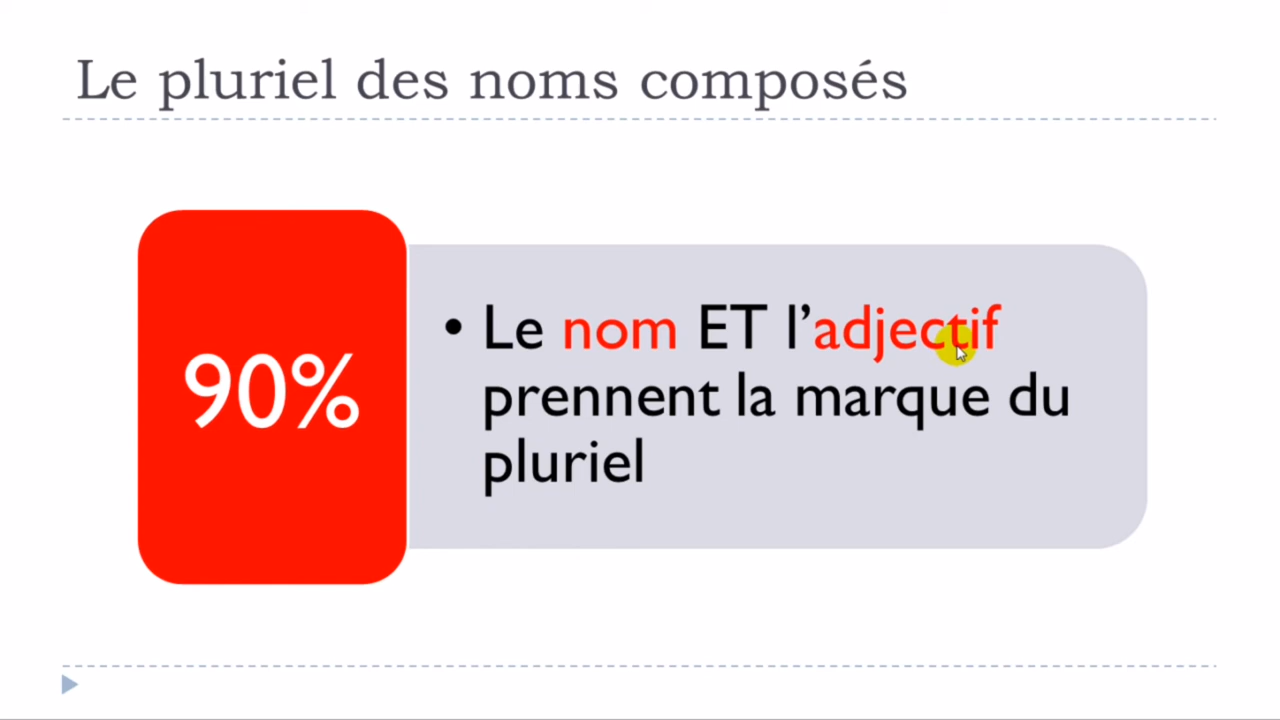 Le pluriel des noms composés
90%
• Le nom ET l’adjectif
prennent la marque du
pluriel